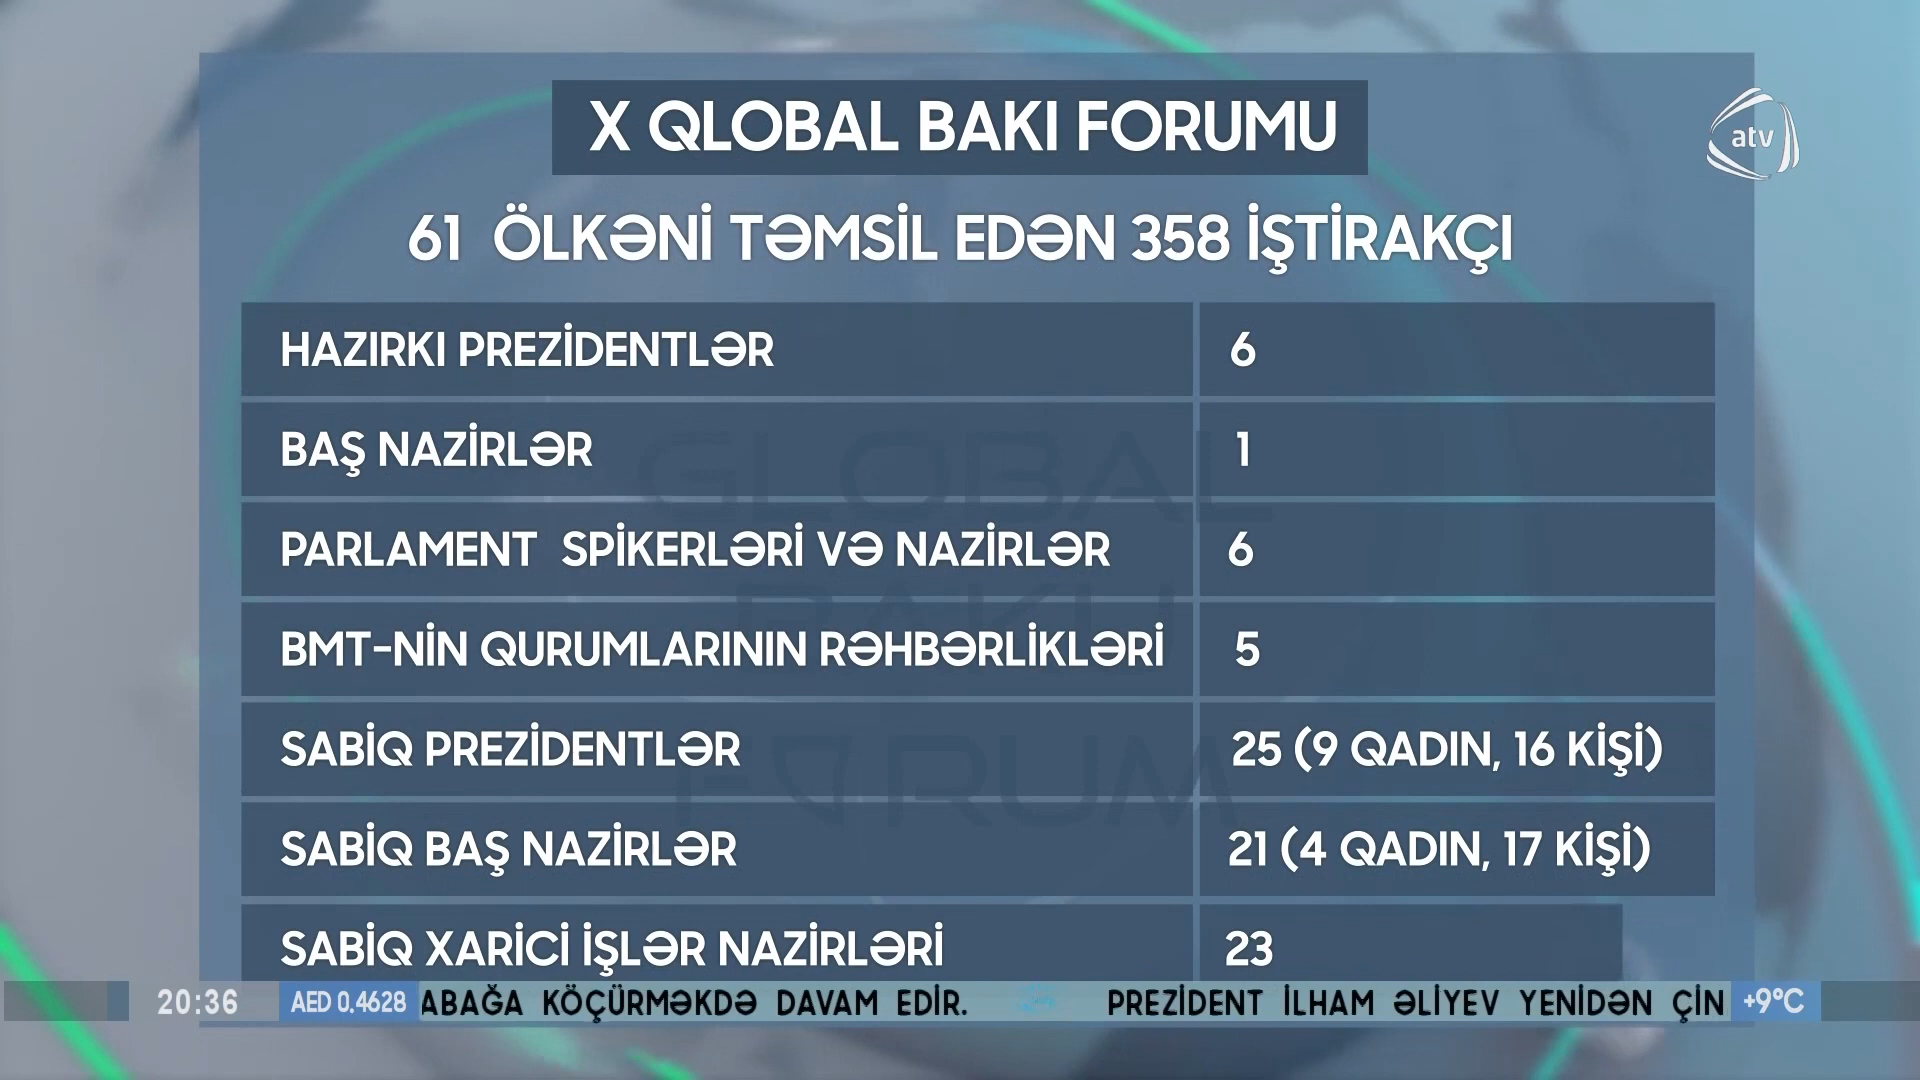 X QLOBAL BAKI FORUMU
atv
61 ÖLKƏNİ TƏMSİL EDƏN 358 İŞTİRAKÇI
HAZIRKI PREZİDENTLƏR 6
BAŞ NAZİRLƏR 1
PARLAMENT SPİKERLƏRİ VƏ NAZİRLƏR 6
BMT-NİN QURUMLARININ RƏHBƏRLİKLƏRİ 5
SABİQ PREZİDENTLƏR 25 (9 QADIN, 16 KİŞİ)
SABİQ BAŞ NAZİRLƏR 21 (4 QADIN, 17 KİŞİ)
SABİQ XARİCİ İŞLƏR NAZİRLƏRİ 23
GLOBAL
BAKU
FORUM
20:36 AED 0.4628 ABAĞA KÖÇÜRMƏKDƏ DAVAM EDİR. PREZİDENT İLHAM ƏLİYEV YENİDƏN ÇİN +9°C